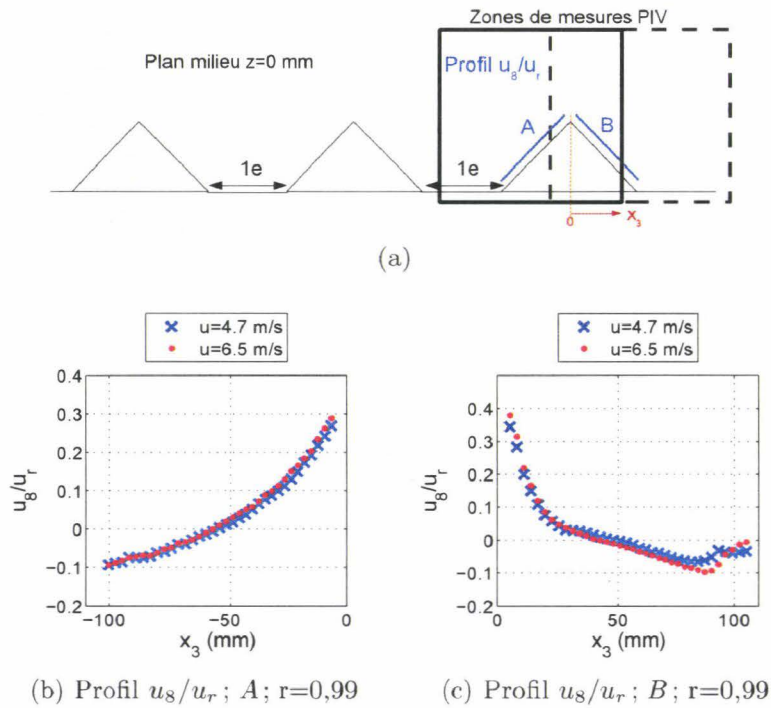 Zones de mesures PIV
Plan milieu z=0 mm
Profil u₈/uᵣ
A
B
1e
1e
0
x₃
(a)
u=4.7 m/s
u=6.5 m/s
u=4.7 m/s
u=6.5 m/s
0.4
0.3
0.2
0.1
0
−0.1
−0.2
u₈/uᵣ
−100
−50
0
x₃ (mm)
0.4
0.3
0.2
0.1
0
−0.1
−0.2
u₈/uᵣ
0
50
100
x₃ (mm)
(b) Profil u₈/uᵣ ; A ; r=0,99
(c) Profil u₈/uᵣ ; B ; r=0,99